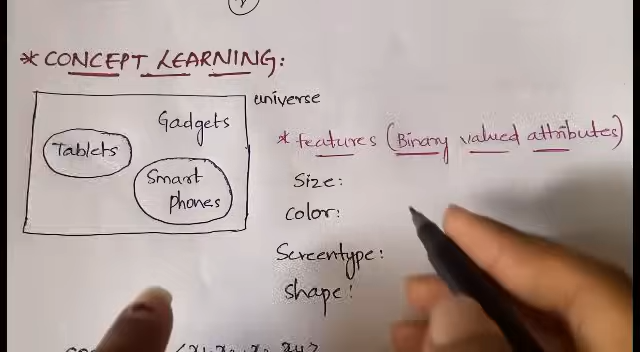 * CONCEPT LEARNING:
universe
Gadgets
Tablets
Smart
phones
* features (Binary valued attributes)
Size:
Color:
Screentype:
Shape: